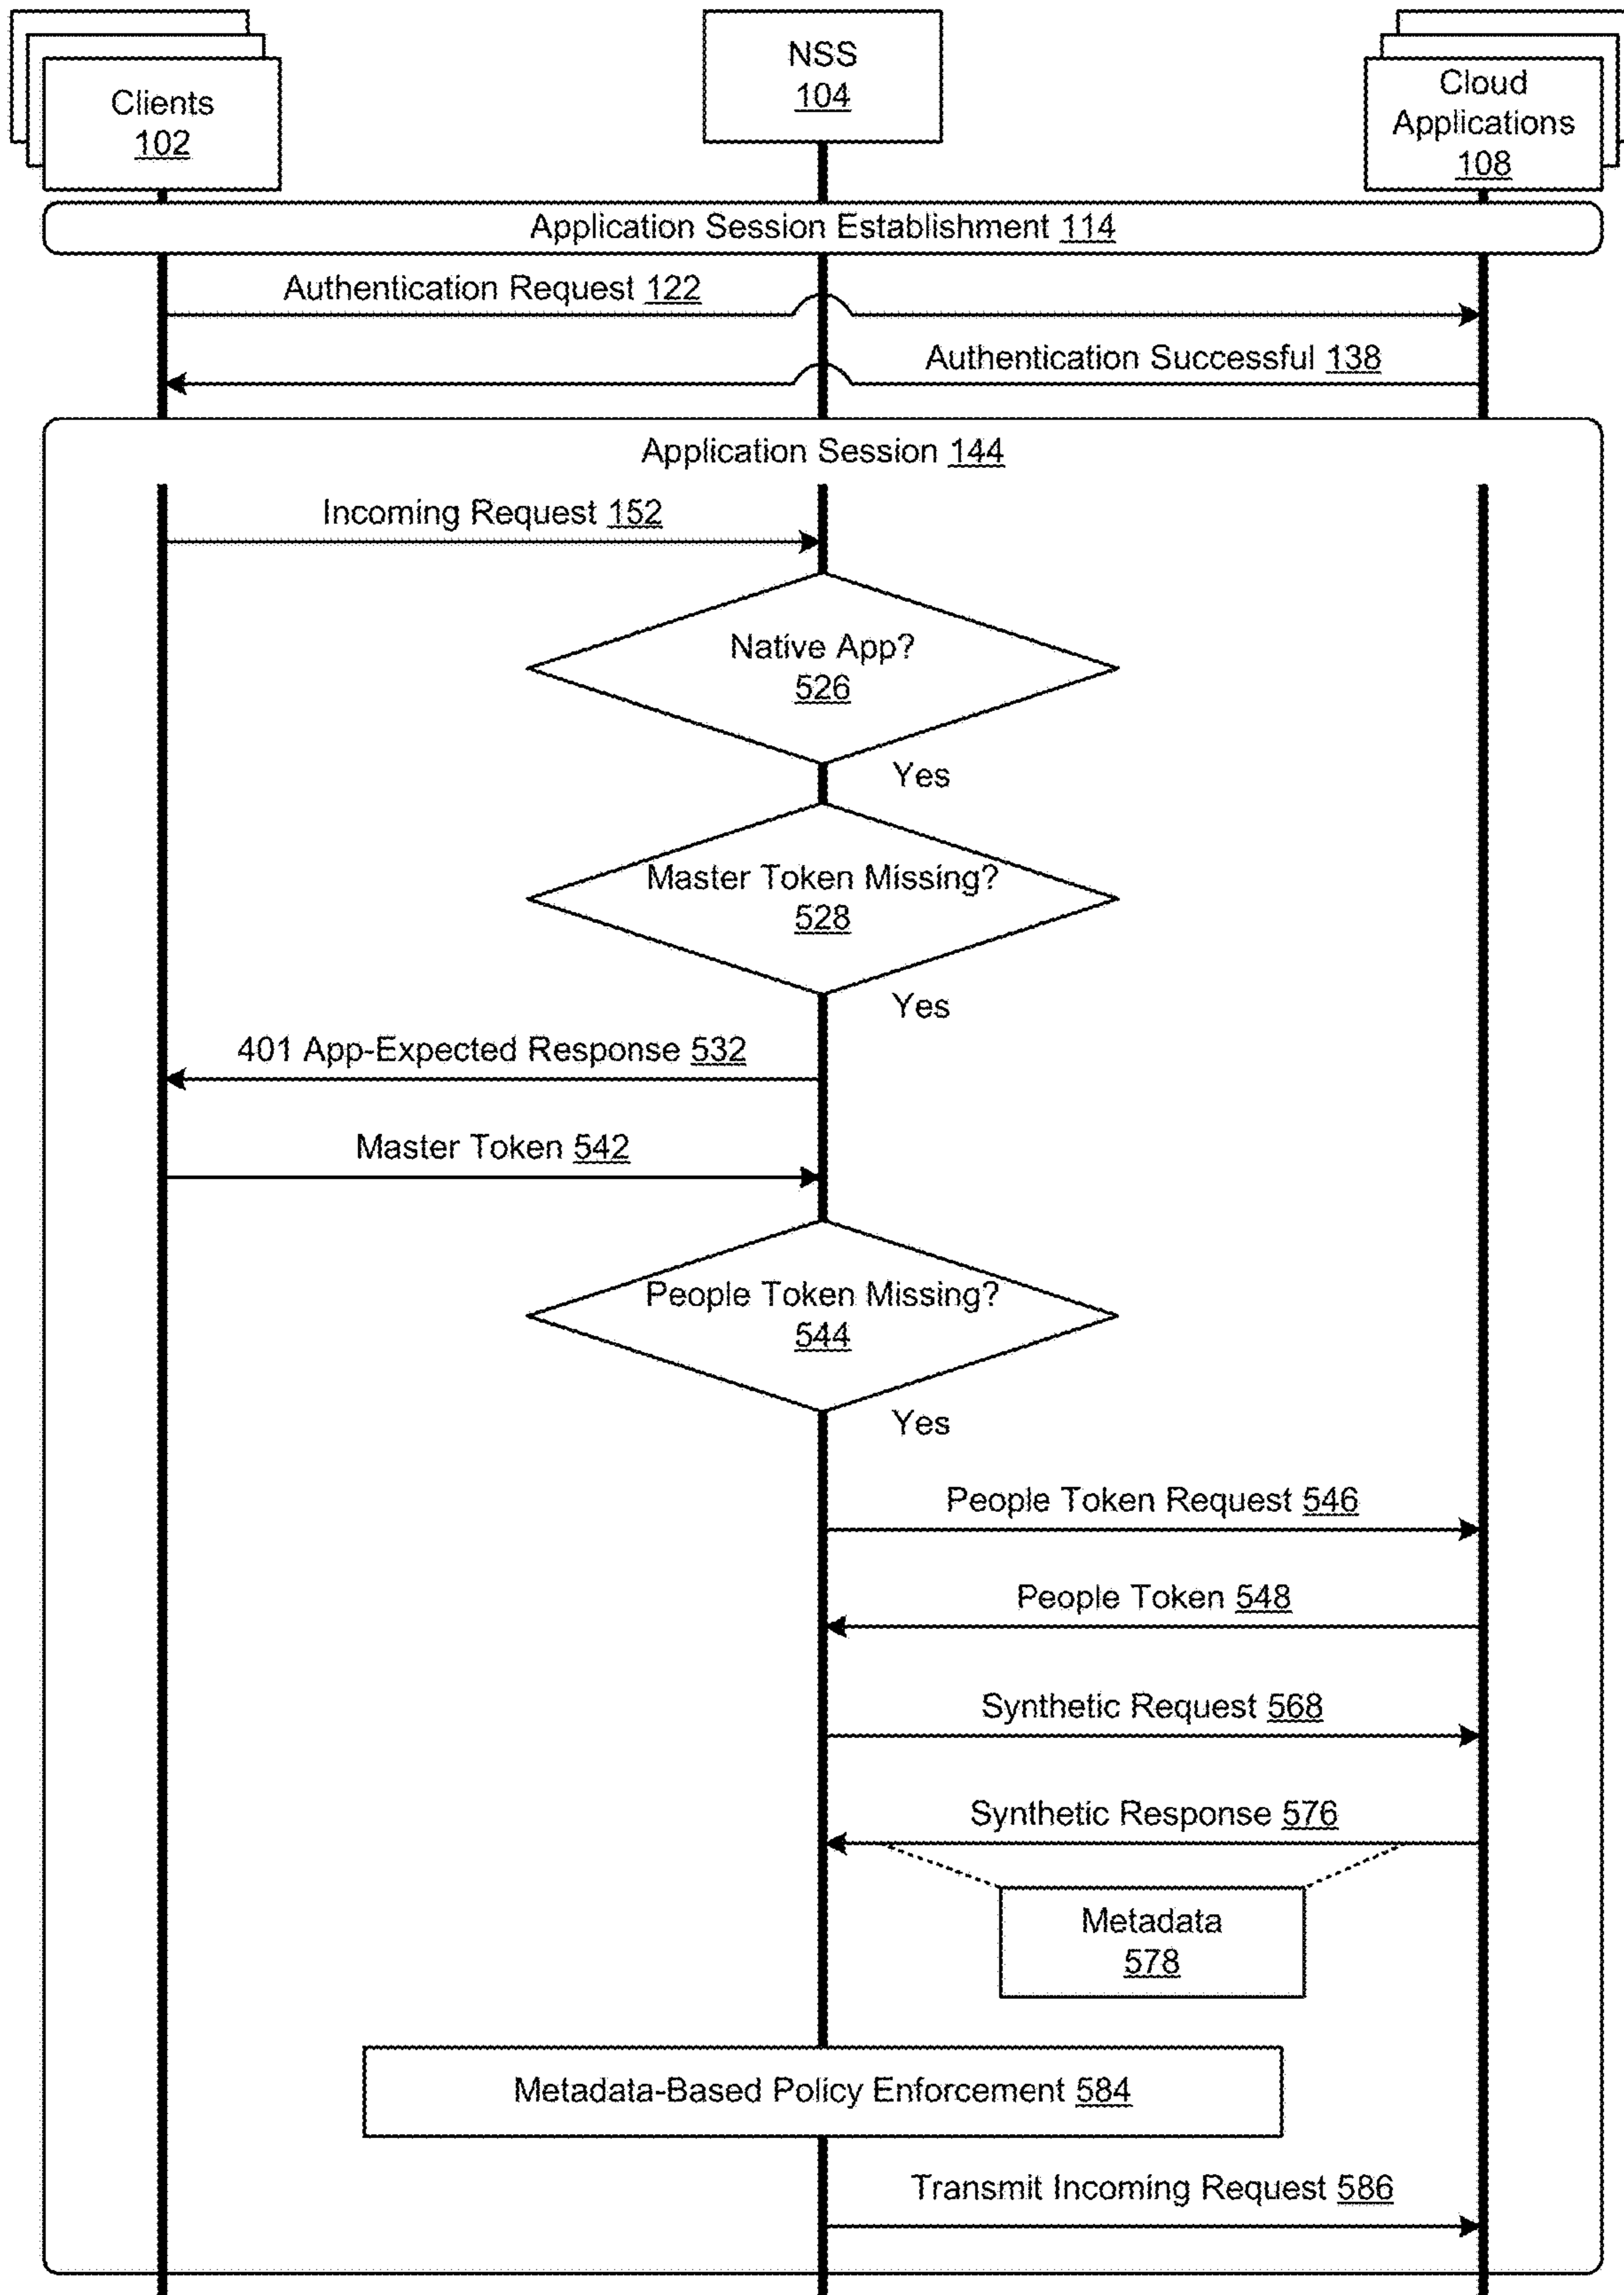 Clients
102
NSS
104
Cloud
Applications
108
Application Session Establishment 114
Authentication Request 122
Authentication Successful 138
Application Session 144
Incoming Request 152
Native App?
526
Yes
Master Token Missing?
528
Yes
401 App-Expected Response 532
Master Token 542
People Token Missing?
544
Yes
People Token Request 546
People Token 548
Synthetic Request 568
Synthetic Response 576
Metadata
578
Metadata-Based Policy Enforcement 584
Transmit Incoming Request 586